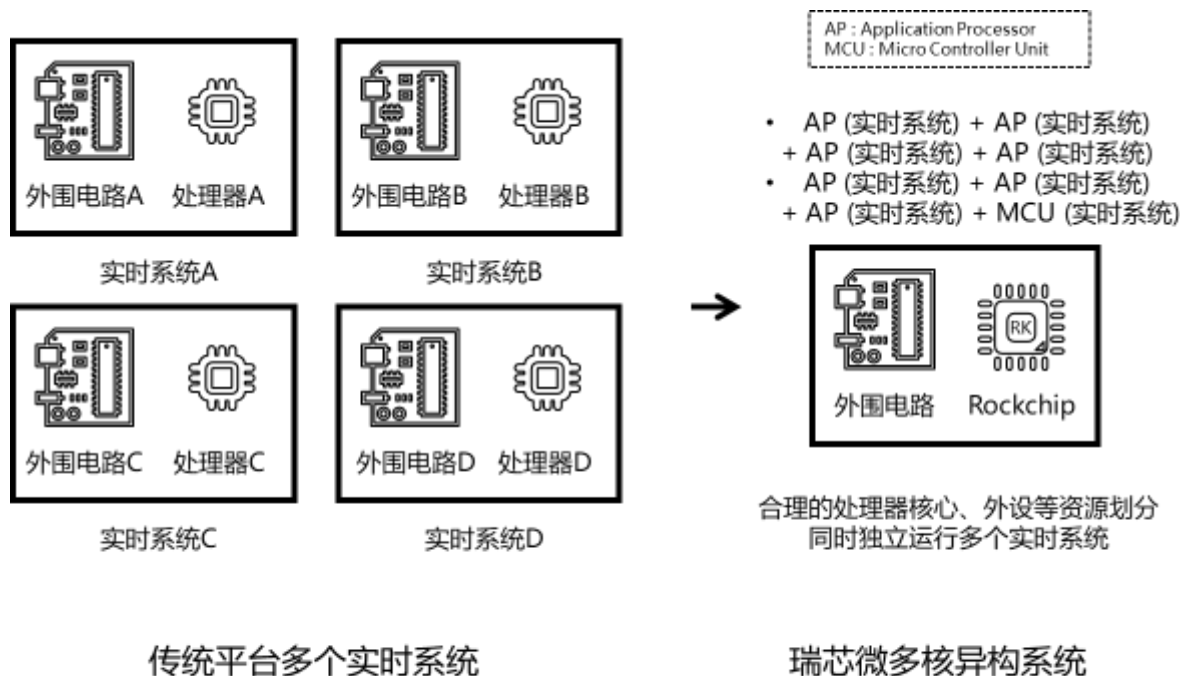 AP : Application Processor
MCU : Micro Controller Unit
• AP (实时系统) + AP (实时系统)
+ AP (实时系统) + AP (实时系统)
• AP (实时系统) + AP (实时系统)
+ AP (实时系统) + MCU (实时系统)
外围电路A 处理器A
实时系统A
外围电路B 处理器B
实时系统B
外围电路C 处理器C
实时系统C
外围电路D 处理器D
实时系统D
RK
外围电路 Rockchip
合理的处理器核心、外设等资源划分
同时独立运行多个实时系统
传统平台多个实时系统
瑞芯微多核异构系统